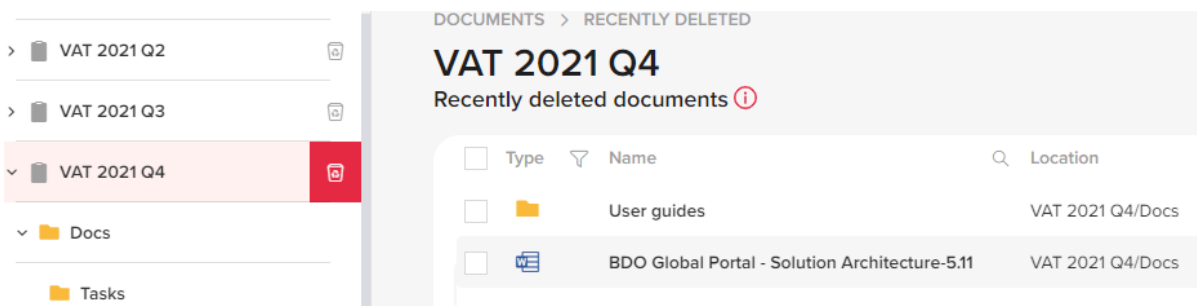 VAT 2021 Q2
VAT 2021 Q3
VAT 2021 Q4
Docs
Tasks
DOCUMENTS > RECENTLY DELETED
VAT 2021 Q4
Recently deleted documents
Type Name Location
User guides VAT 2021 Q4/Docs
BDO Global Portal - Solution Architecture-5.11 VAT 2021 Q4/Docs